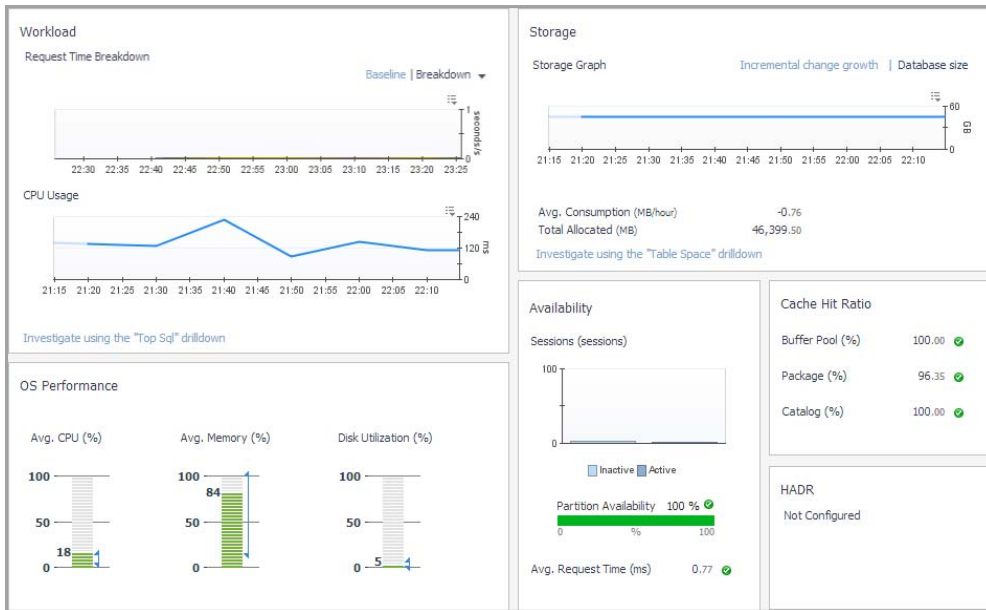 Workload
Request Time Breakdown
Baseline | Breakdown
1
seconds/s
0
22:30 22:35 22:40 22:45 22:50 22:55 23:00 23:05 23:10 23:15 23:20 23:25
CPU Usage
240
120
ms
0
21:15 21:20 21:30 21:30 21:40 21:50 21:50 22:00 22:00 22:10
Investigate using the "Top Sql" drilldown
Storage
Storage Graph
Incremental change growth | Database size
60
GB
0
21:15 21:20 21:25 21:30 21:35 21:40 21:45 21:50 21:55 22:00 22:05 22:10
Avg. Consumption (MB/hour) -0.76
Total Allocated (MB) 46,399.50
Investigate using the "Table Space" drilldown
OS Performance
Avg. CPU (%)
100
50
18
0
Avg. Memory (%)
100
84
50
0
Disk Utilization (%)
100
50
5
0
Availability
Sessions (sessions)
100
0
Inactive Active
Partition Availability 100 %
0 % 100
Avg. Request Time (ms) 0.77
Cache Hit Ratio
Buffer Pool (%) 100.00
Package (%) 96.35
Catalog (%) 100.00
HADR
Not Configured